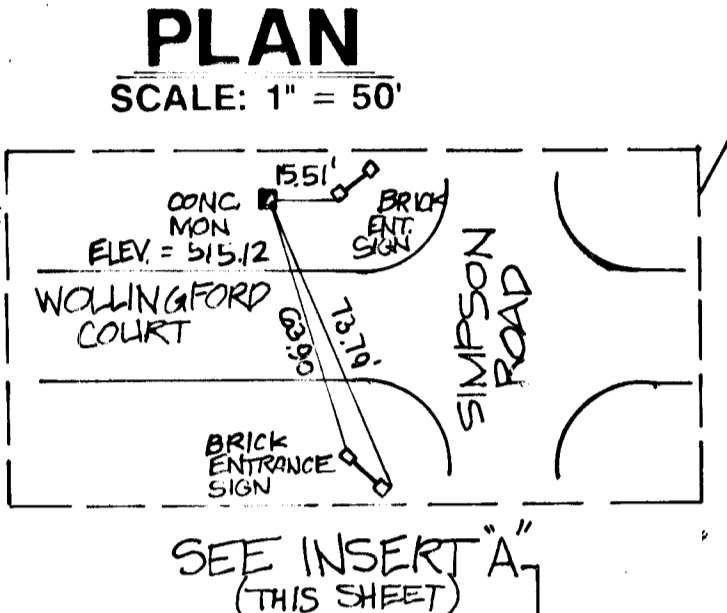 PLAN
SCALE: 1" = 50'
15.51'
CONC.
MON
ELEV. = 515.12
BRICK
ENT.
SIGN
WOLLINGFORD
COURT
63.90
73.79'
SIMPSON
ROAD
BRICK
ENTRANCE
SIGN
SEE INSERT "A"
(THIS SHEET)